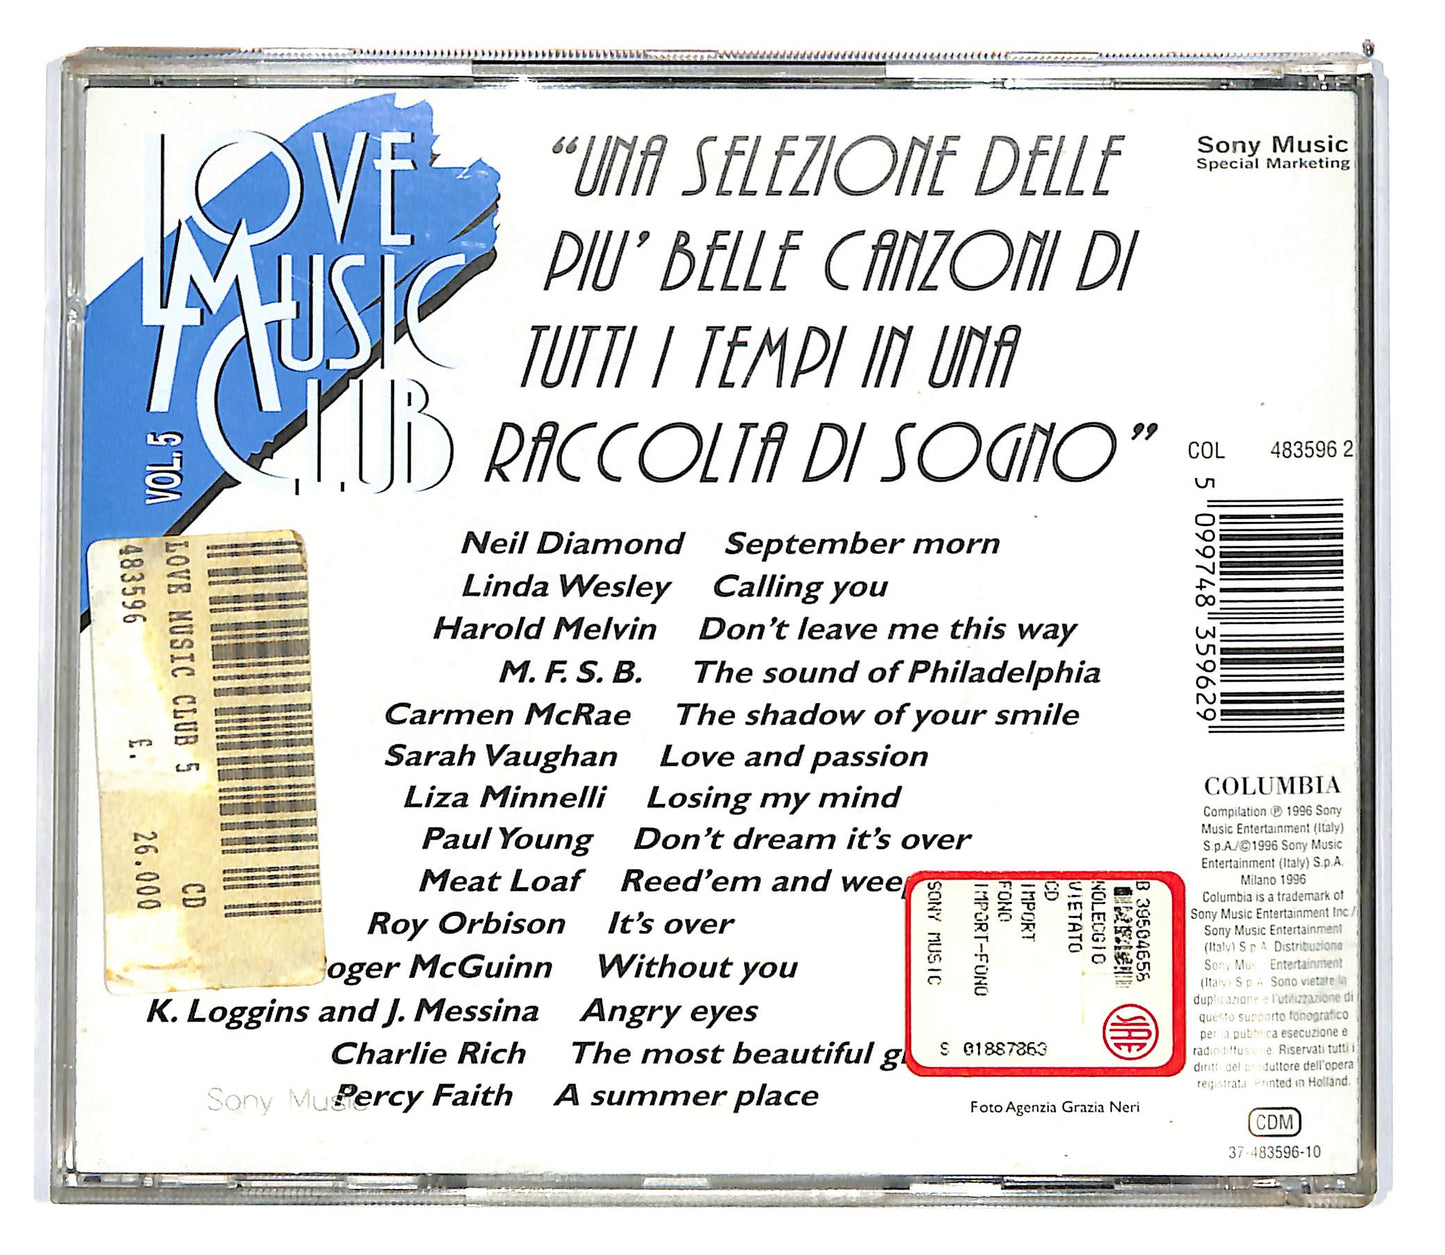 LOVE
MUSIC
CLUB
VOL. 5
“UNA SELEZIONE DELLE
PIU’ BELLE CANZONI DI
TUTTI I TEMPI IN UNA
RACCOLTA DI SOGNO”
Sony Music
Special Marketing
COL 483596 2
5 099748 359629
Neil Diamond September morn
Linda Wesley Calling you
Harold Melvin Don’t leave me this way
M. F. S. B. The sound of Philadelphia
Carmen McRae The shadow of your smile
Sarah Vaughan Love and passion
Liza Minnelli Losing my mind
Paul Young Don’t dream it’s over
Meat Loaf Reed’em and weep
Roy Orbison It’s over
oger McGuinn Without you
K. Loggins and J. Messina Angry eyes
Charlie Rich The most beautiful gi
Percy Faith A summer place
Sony Music
LOVE MUSIC CLUB 5 CD
483596 £. 26.000
B 39504656
NOLEGGIO
VIETATO
CD
IMPORT
FONO
IMPORT-FONO
SONY MUSIC
S 01887863
SIAE
Foto Agenzia Grazia Neri
COLUMBIA
Compilation ℗ 1996 Sony
Music Entertainment (Italy)
S.p.A./©1996 Sony Music
Entertainment (Italy) S.p.A.
Milano 1996
Columbia is a trademark of
Sony Music Entertainment Inc./
Sony Music Entertainment
(Italy) S.p.A. Distribuzione
Sony Mus Entertainment
(Italy) S.p.A. Sono vietate la
duplicazione e l’utilizzazione di
questo supporto fonografico
per la pubblica esecuzione e
radiodiffusione. Riservati tutti i
diritti del produttore dell’opera
registrata. Printed in Holland.
CDM
37-483596-10